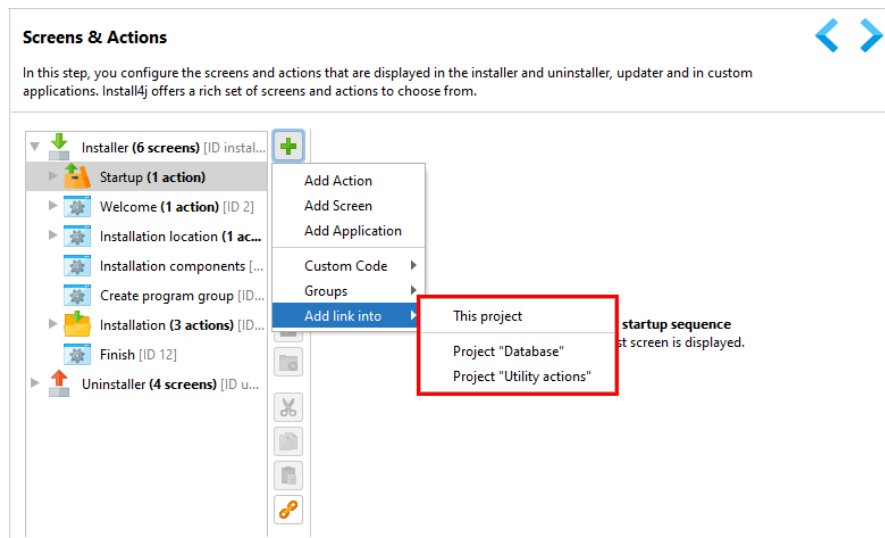 Screens & Actions
In this step, you configure the screens and actions that are displayed in the installer and uninstaller, updater and in custom
applications. Install4j offers a rich set of screens and actions to choose from.
Installer (6 screens) [ID instal...
Startup (1 action)
Welcome (1 action) [ID 2]
Installation location (1 ac...
Installation components [...
Create program group [ID...
Installation (3 actions) [ID...
Finish [ID 12]
Uninstaller (4 screens) [ID u...
Add Action
Add Screen
Add Application
Custom Code
Groups
Add link into
This project
Project "Database"
Project "Utility actions"
startup sequence
st screen is displayed.